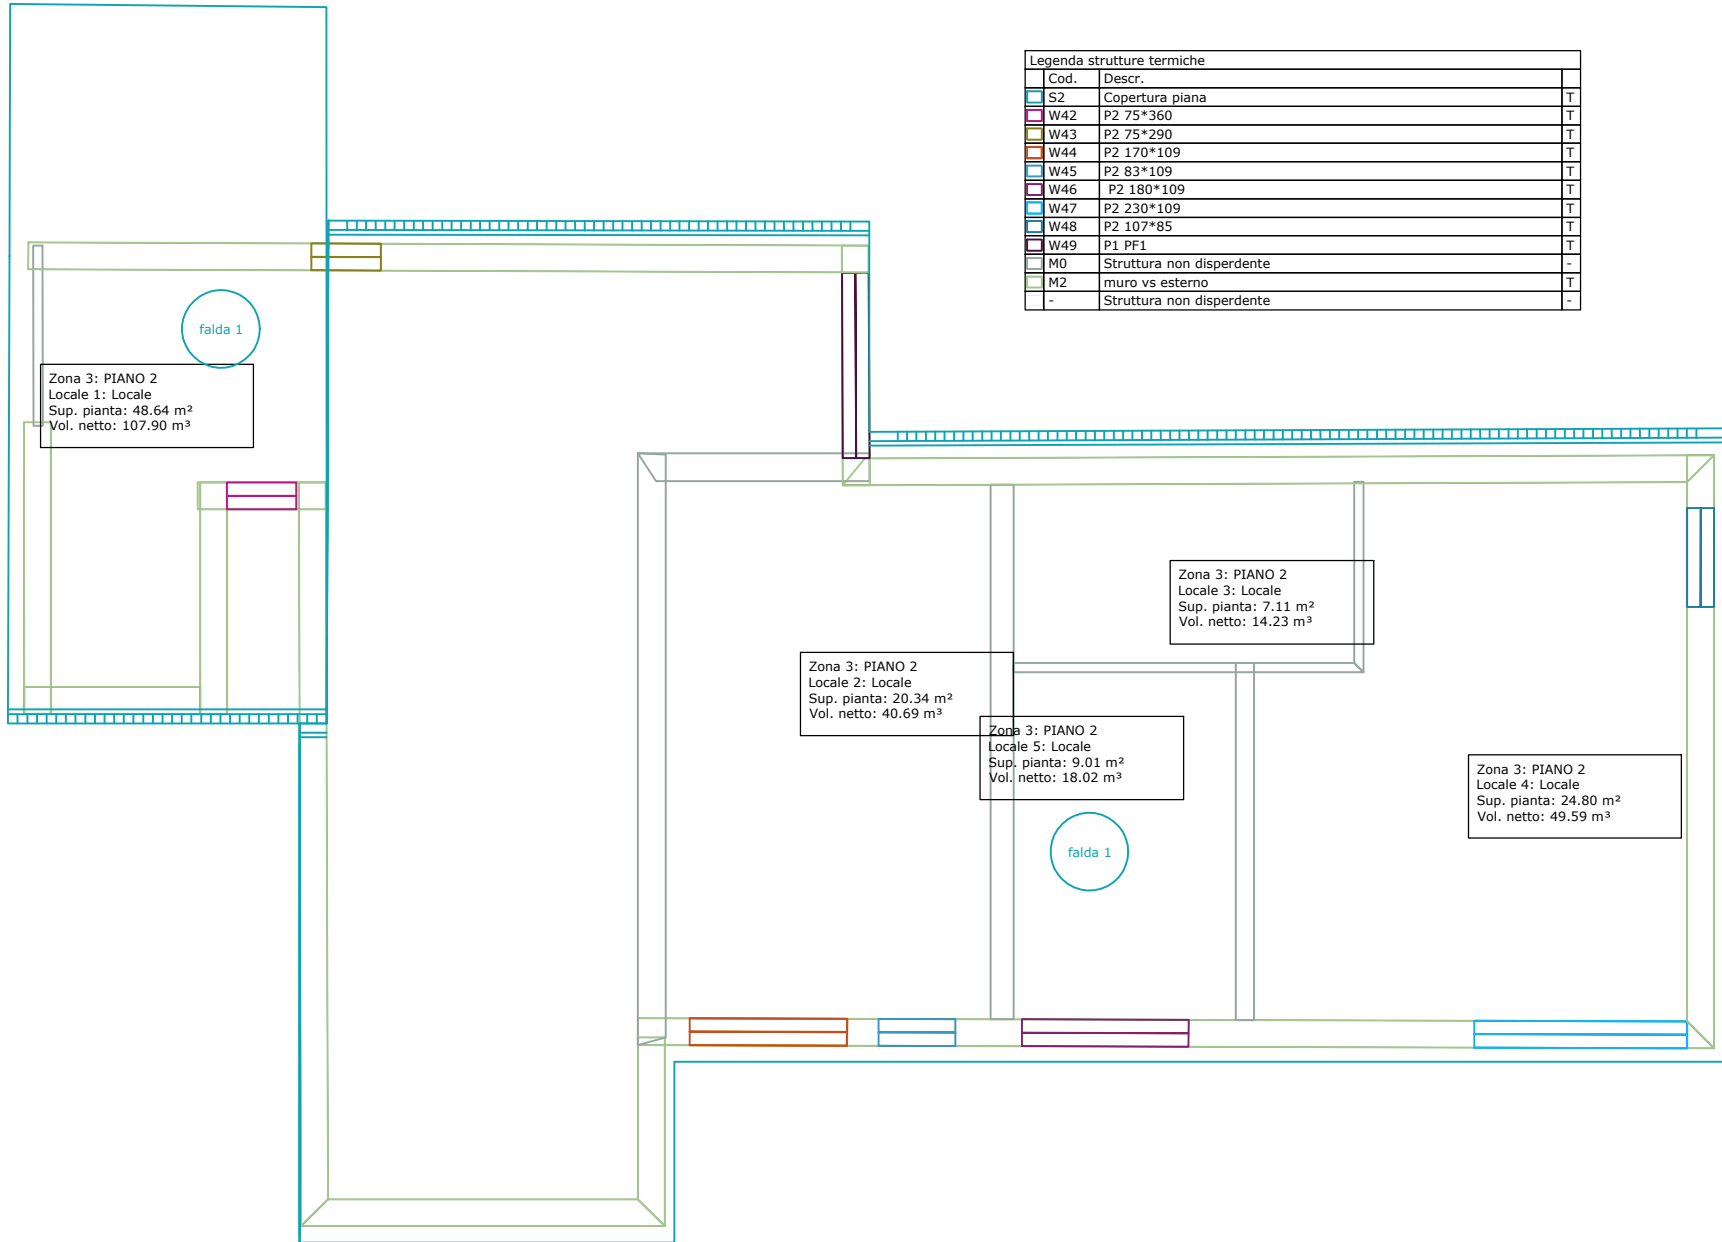 Legenda strutture termiche
Cod. Descr.
S2 Copertura piana T
W42 P2 75*360 T
W43 P2 75*290 T
W44 P2 170*109 T
W45 P2 83*109 T
W46 P2 180*109 T
W47 P2 230*109 T
W48 P2 107*85 T
W49 P1 PF1 T
M0 Struttura non disperdente -
M2 muro vs esterno T
- Struttura non disperdente -
falda 1
Zona 3: PIANO 2
Locale 1: Locale
Sup. pianta: 48.64 m²
Vol. netto: 107.90 m³
Zona 3: PIANO 2
Locale 3: Locale
Sup. pianta: 7.11 m²
Vol. netto: 14.23 m³
Zona 3: PIANO 2
Locale 2: Locale
Sup. pianta: 20.34 m²
Vol. netto: 40.69 m³
Zona 3: PIANO 2
Locale 5: Locale
Sup. pianta: 9.01 m²
Vol. netto: 18.02 m³
Zona 3: PIANO 2
Locale 4: Locale
Sup. pianta: 24.80 m²
Vol. netto: 49.59 m³
falda 1